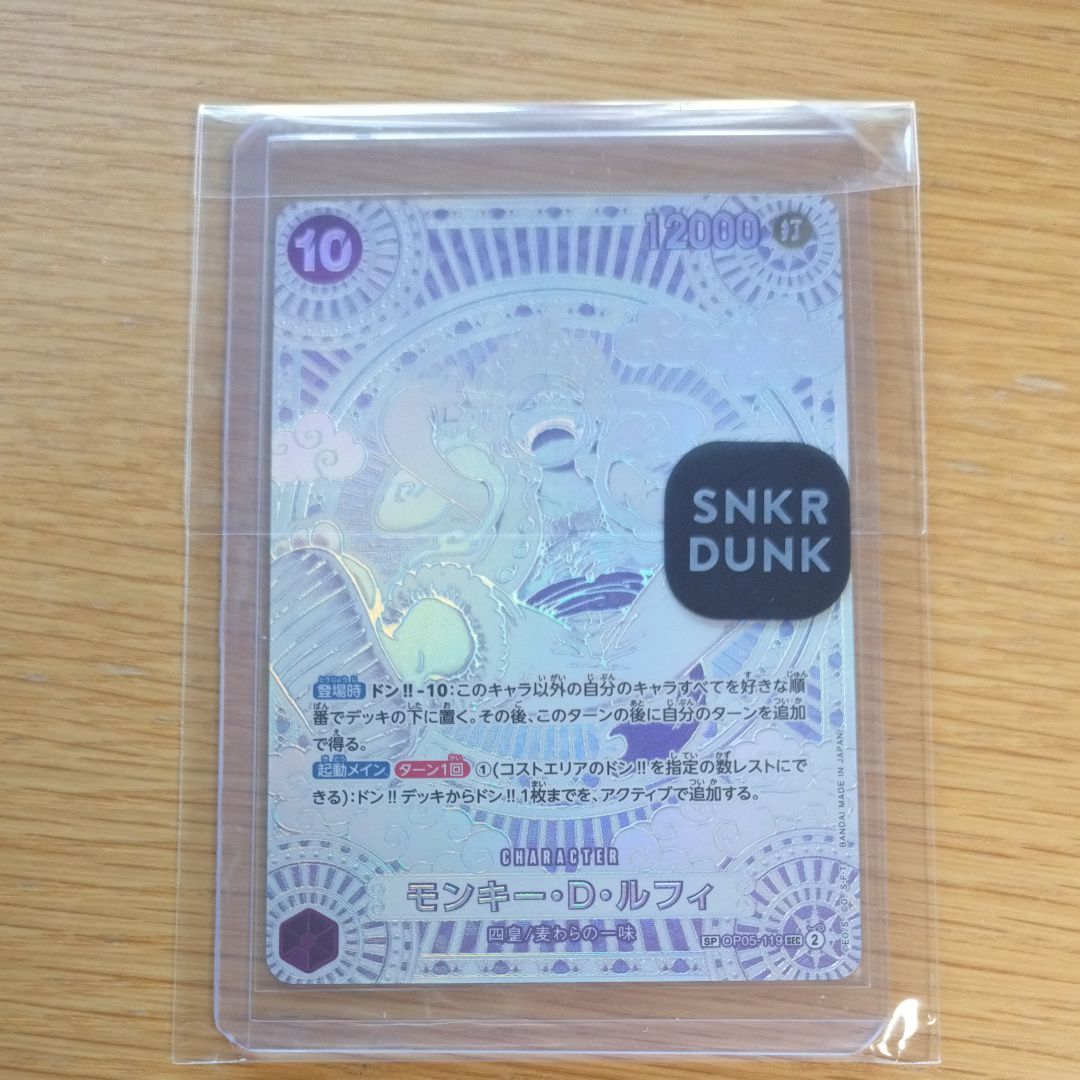 10
12000 打
SNKR
DUNK
登場時 ドン!!-10:このキャラ以外の自分のキャラすべてを好きな順
番でデッキの下に置く。その後、このターンの後に自分のターンを追加
で得る。
起動メイン ターン1回 ①(コストエリアのドン!!を指定の数レストにで
きる):ドン!!デッキからドン!!1枚までを、アクティブで追加する。
CHARACTER
モンキー・D・ルフィ
四皇/麦わらの一味
SP OP05-119 SEC 2
BANDAI MADE IN JAPAN